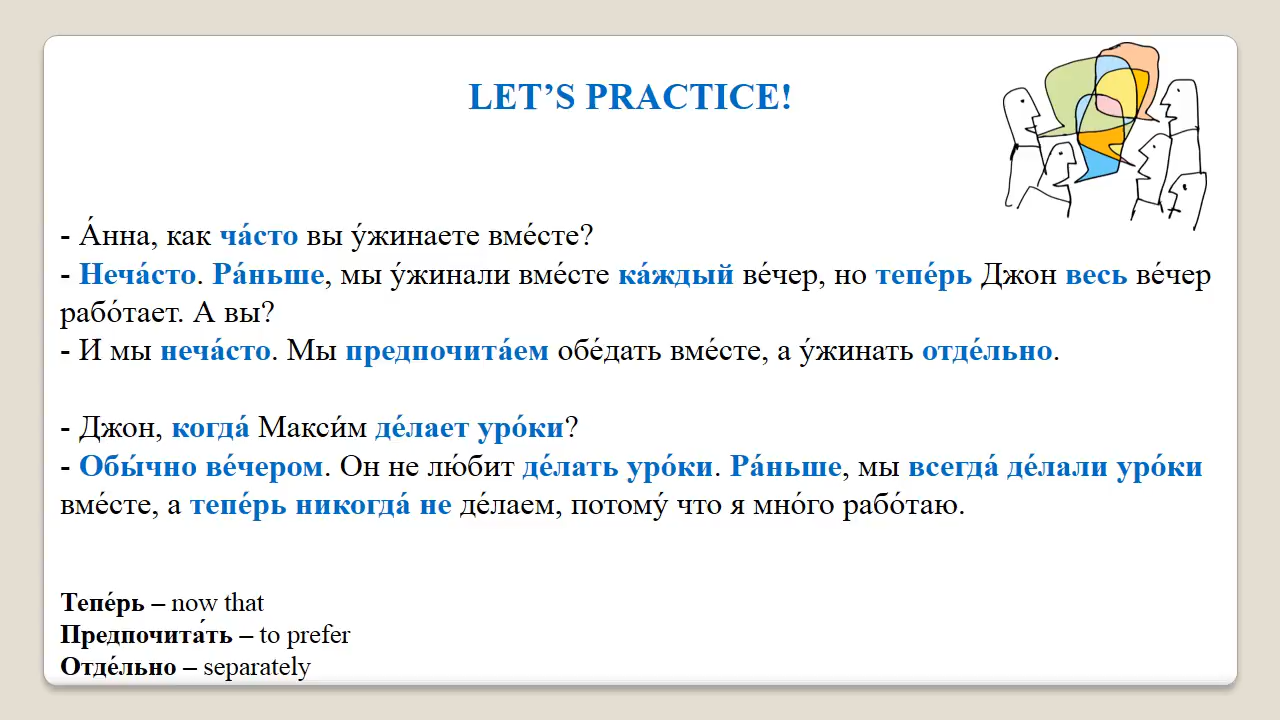 LET’S PRACTICE!
- А́нна, как ча́сто вы у́жинаете вме́сте?
- Неча́сто. Ра́ньше, мы у́жинали вме́сте ка́ждый ве́чер, но тепе́рь Джон весь ве́чер
рабо́тает. А вы?
- И мы неча́сто. Мы предпочита́ем обе́дать вме́сте, а у́жинать отде́льно.
- Джон, когда́ Макси́м де́лает уро́ки?
- Обы́чно ве́чером. Он не лю́бит де́лать уро́ки. Ра́ньше, мы всегда́ де́лали уро́ки
вме́сте, а тепе́рь никогда́ не де́лаем, потому́ что я мно́го рабо́таю.
Тепе́рь – now that
Предпочита́ть – to prefer
Отде́льно – separately